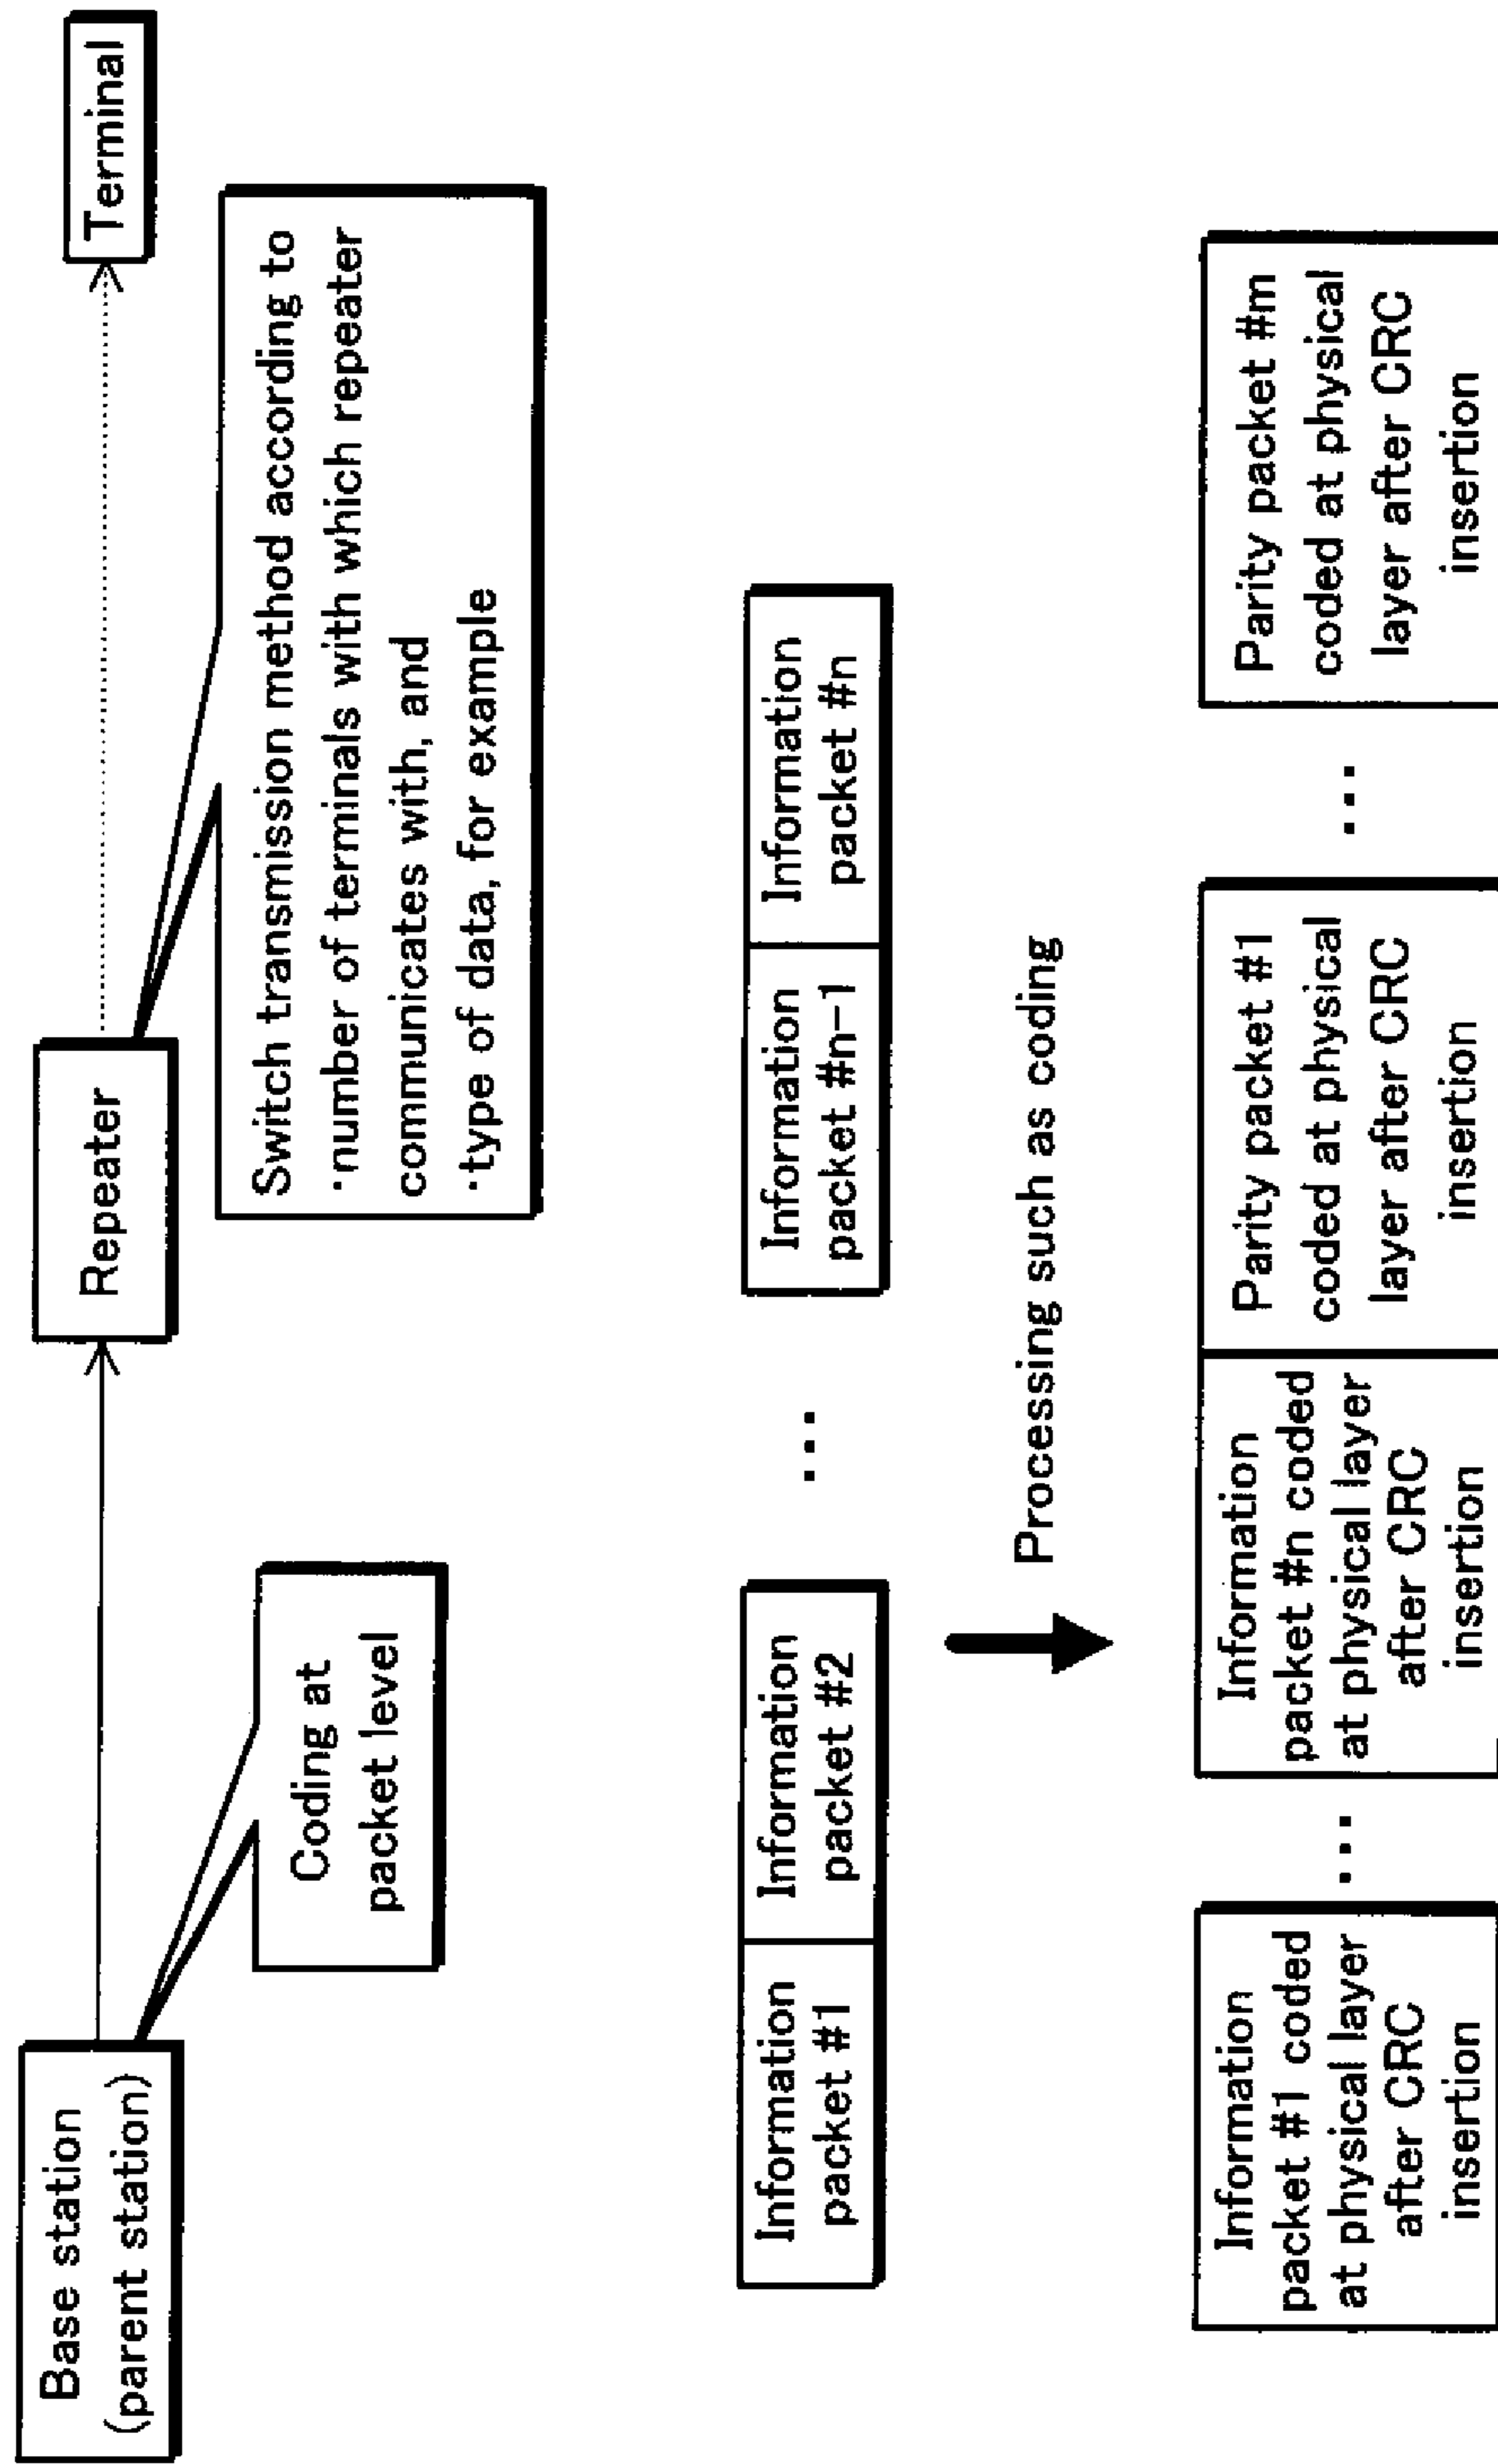 Base station
(parent station)
Repeater
Terminal
Coding at
packet level
Switch transmission method according to
·number of terminals with which repeater
communicates with, and
·type of data, for example
Information
packet #1
Information
packet #2
...
Information
packet #n-1
Information
packet #n
Processing such as coding
Information
packet #1 coded
at physical layer
after CRC
insertion
...
Information
packet #n coded
at physical layer
after CRC
insertion
Parity packet #1
coded at physical
layer after CRC
insertion
...
Parity packet #m
coded at physical
layer after CRC
insertion